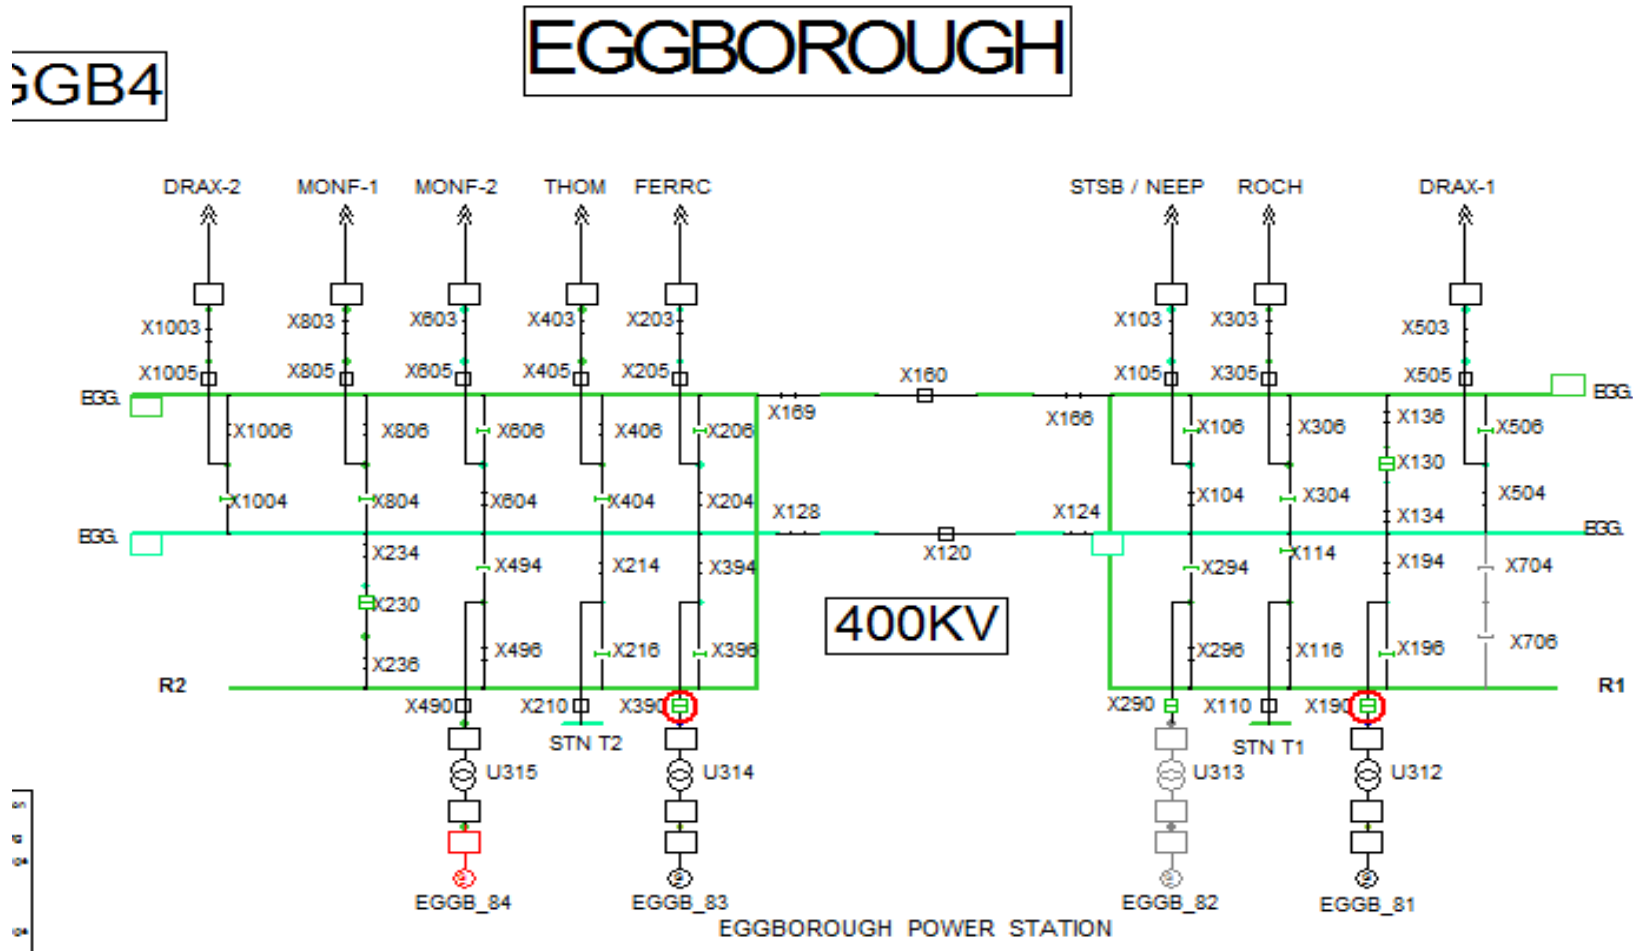 EGGBOROUGH
GGB4
DRAX-2 MONF-1 MONF-2 THOM FERRC STSB / NEEP ROCH DRAX-1
X1003 X803 X603 X403 X203 X103 X303 X503
X1005 X805 X605 X405 X205 X160 X105 X305 X505
EGG. X169 X166 EGG.
X1006 X806 X606 X406 X206 X106 X306 X136 X506
X130
X1004 X804 X604 X404 X204 X104 X304 X504
X128 X124 X134
EGG. X120 EGG.
X234 X494 X214 X394 X294 X114 X194 X704
X230
400KV
X236 X496 X216 X396 X296 X116 X196 X706
R2 R1
X490 X210 X390 X290 X110 X190
STN T2 STN T1
U315 U314 U313 U312
EGGB_84 EGGB_83 EGGB_82 EGGB_81
EGGBOROUGH POWER STATION